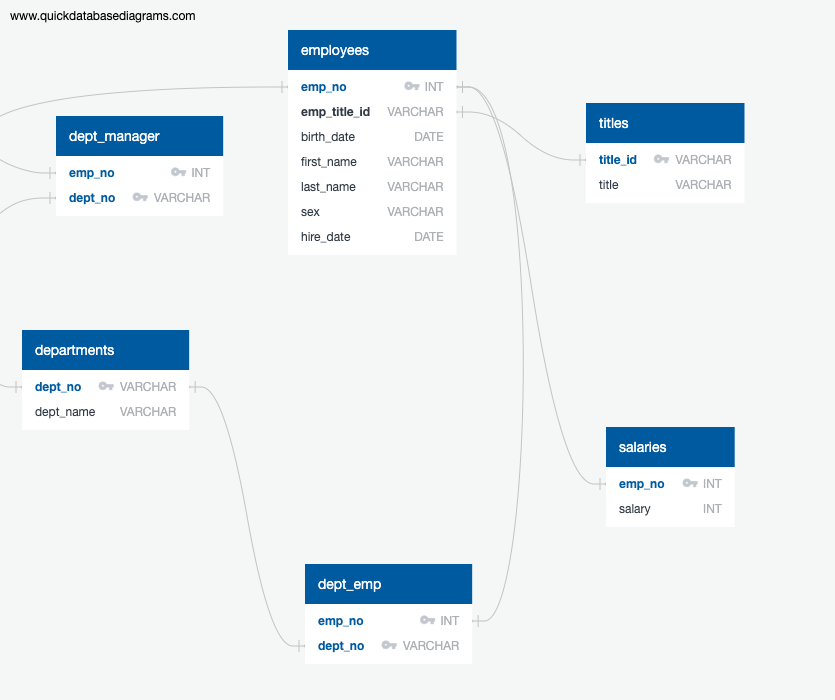 www.quickdatabasediagrams.com
employees
emp_no INT
emp_title_id VARCHAR
birth_date DATE
first_name VARCHAR
last_name VARCHAR
sex VARCHAR
hire_date DATE
dept_manager
emp_no INT
dept_no VARCHAR
titles
title_id VARCHAR
title VARCHAR
departments
dept_no VARCHAR
dept_name VARCHAR
salaries
emp_no INT
salary INT
dept_emp
emp_no INT
dept_no VARCHAR